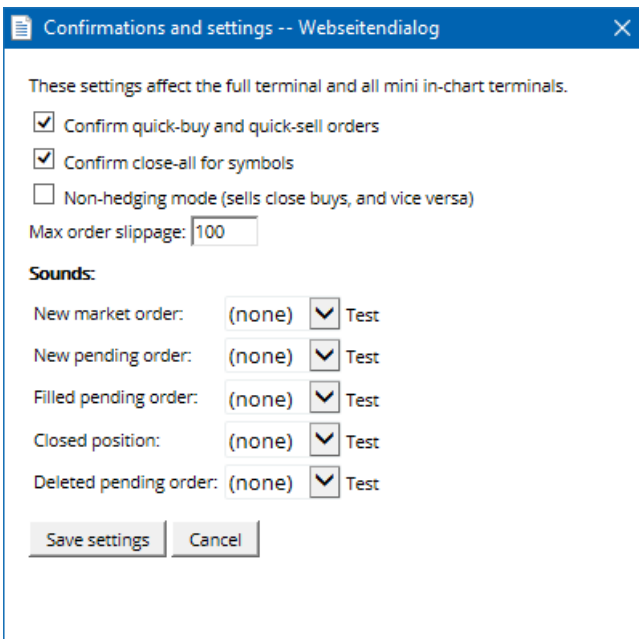 Confirmations and settings -- Webseitendialog
These settings affect the full terminal and all mini in-chart terminals.
Confirm quick-buy and quick-sell orders
Confirm close-all for symbols
Non-hedging mode (sells close buys, and vice versa)
Max order slippage: 100
Sounds:
New market order: (none) Test
New pending order: (none) Test
Filled pending order: (none) Test
Closed position: (none) Test
Deleted pending order: (none) Test
Save settings Cancel